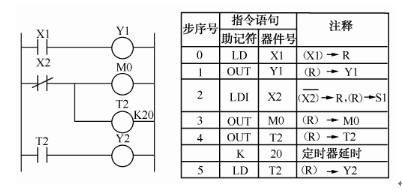 X1 Y1
X2 M0
T2 K20
T2 Y2
步序号 指令语句 注释
助记符 器件号
0 LD X1 (X1)→R
1 OUT Y1 (R)→Y1
2 LDI X2 (X2)→R,(R)→S1
3 OUT M0 (R)→M0
4 OUT T2 (R)→T2
K 20 定时器延时
5 LD T2 (R)→Y2